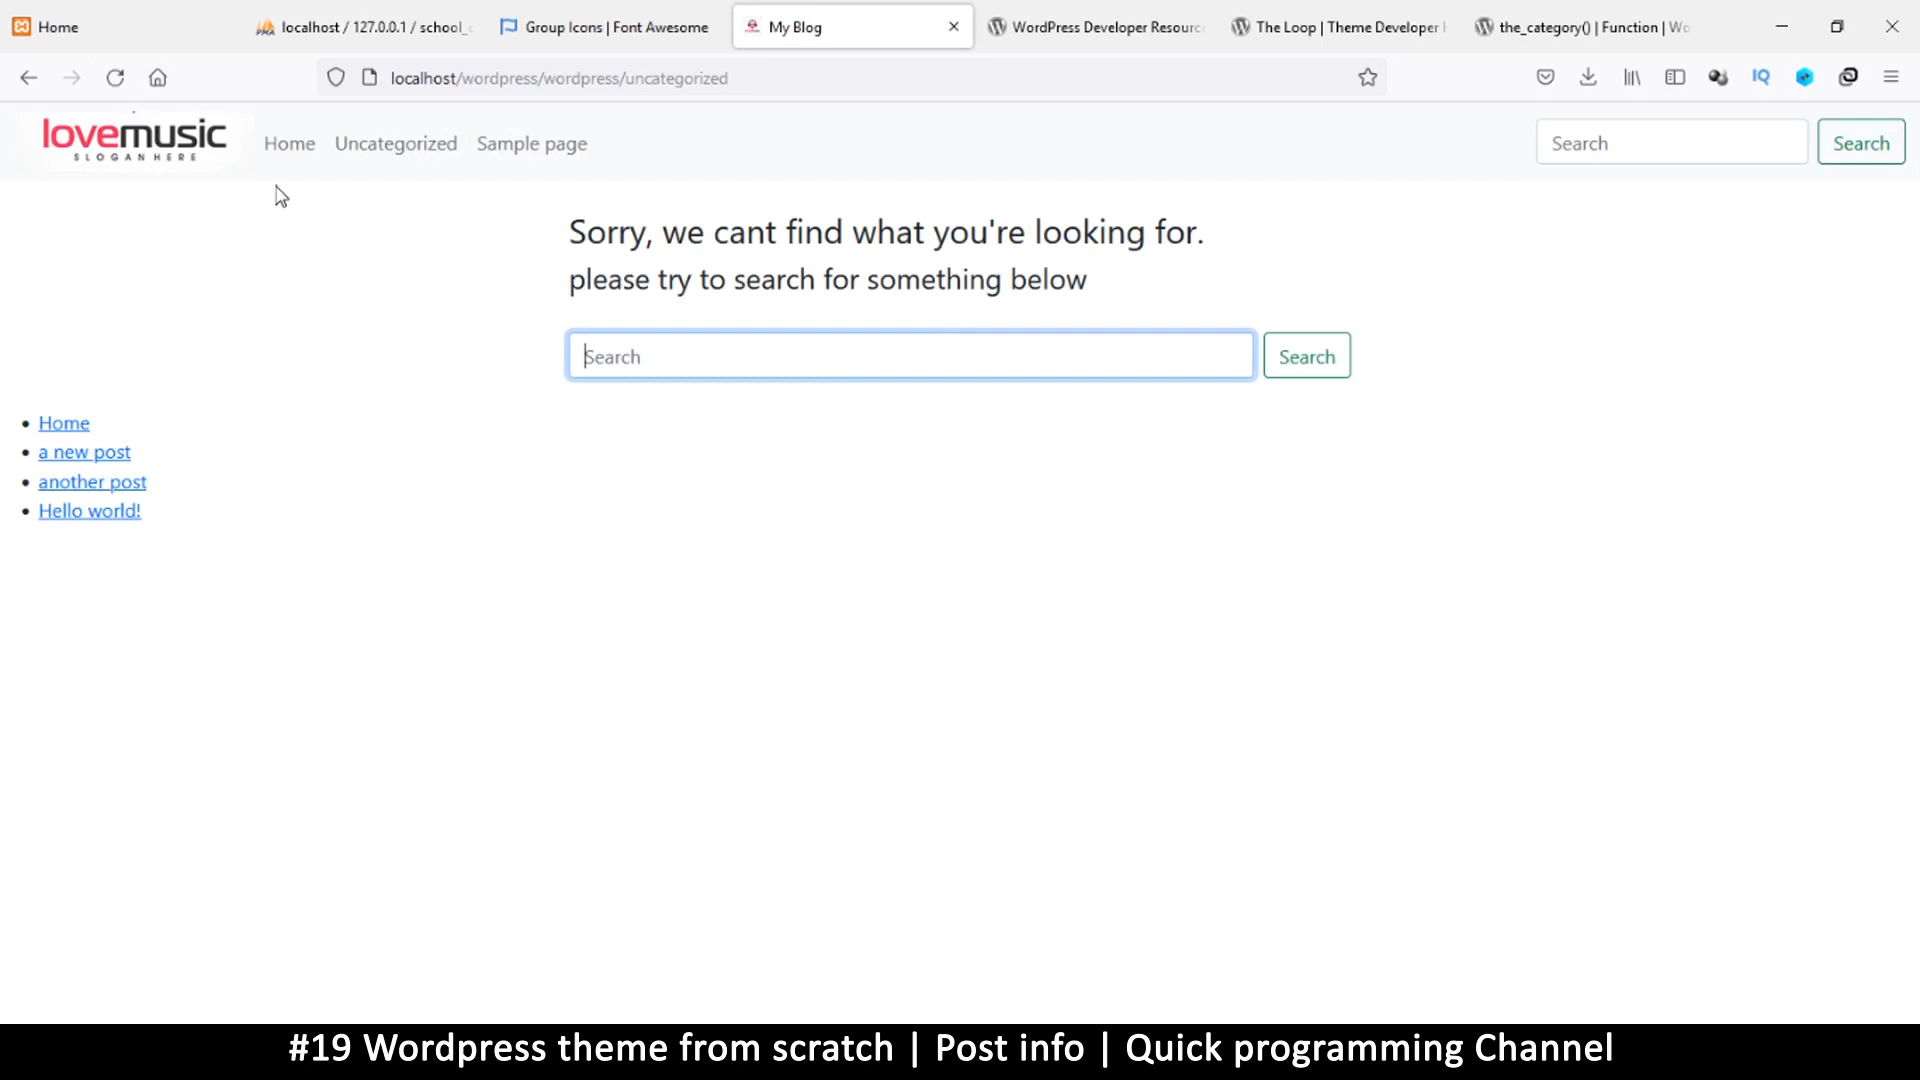 Home
localhost / 127.0.0.1 / school_
Group Icons | Font Awesome
My Blog
WordPress Developer Resourc
The Loop | Theme Developer
the_category() | Function | Wo
localhost/wordpress/wordpress/uncategorized
IQ
lovemusic
SLOGAN HERE
Home
Uncategorized
Sample page
Search
Search
Sorry, we cant find what you're looking for.
please try to search for something below
Search
Search
Home
a new post
another post
Hello world!
#19 Wordpress theme from scratch | Post info | Quick programming Channel